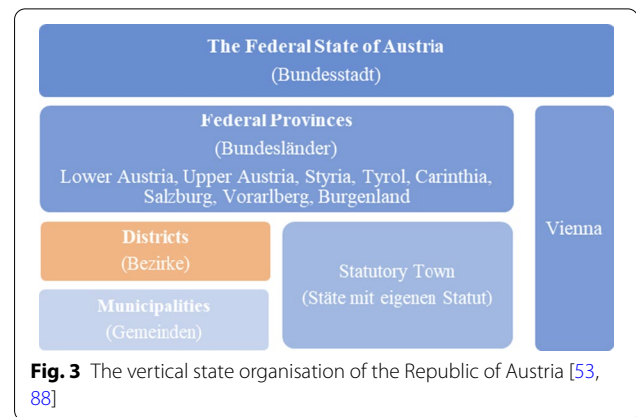 The Federal State of Austria
(Bundesstadt)
Federal Provinces
(Bundesländer)
Lower Austria, Upper Austria, Styria, Tyrol, Carinthia,
Salzburg, Vorarlberg, Burgenland
Vienna
Districts
(Bezirke)
Statutory Town
(Stäte mit eigenen Statut)
Municipalities
(Gemeinden)
Fig. 3 The vertical state organisation of the Republic of Austria [53,
88]